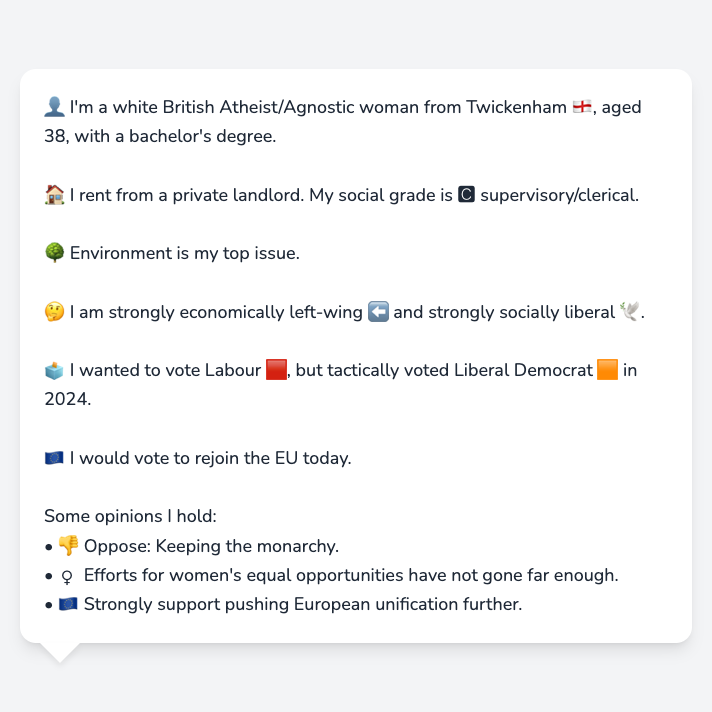 👤 I'm a white British Atheist/Agnostic woman from Twickenham 🏴󠁧󠁢󠁥󠁮󠁧󠁿, aged
38, with a bachelor's degree.
🏠 I rent from a private landlord. My social grade is 🅲 supervisory/clerical.
🌳 Environment is my top issue.
🤔 I am strongly economically left-wing ⬅️ and strongly socially liberal 🕊️.
🗳️ I wanted to vote Labour 🟥, but tactically voted Liberal Democrat 🟧 in
2024.
🇪🇺 I would vote to rejoin the EU today.
Some opinions I hold:
• 👎 Oppose: Keeping the monarchy.
• ♀ Efforts for women's equal opportunities have not gone far enough.
• 🇪🇺 Strongly support pushing European unification further.